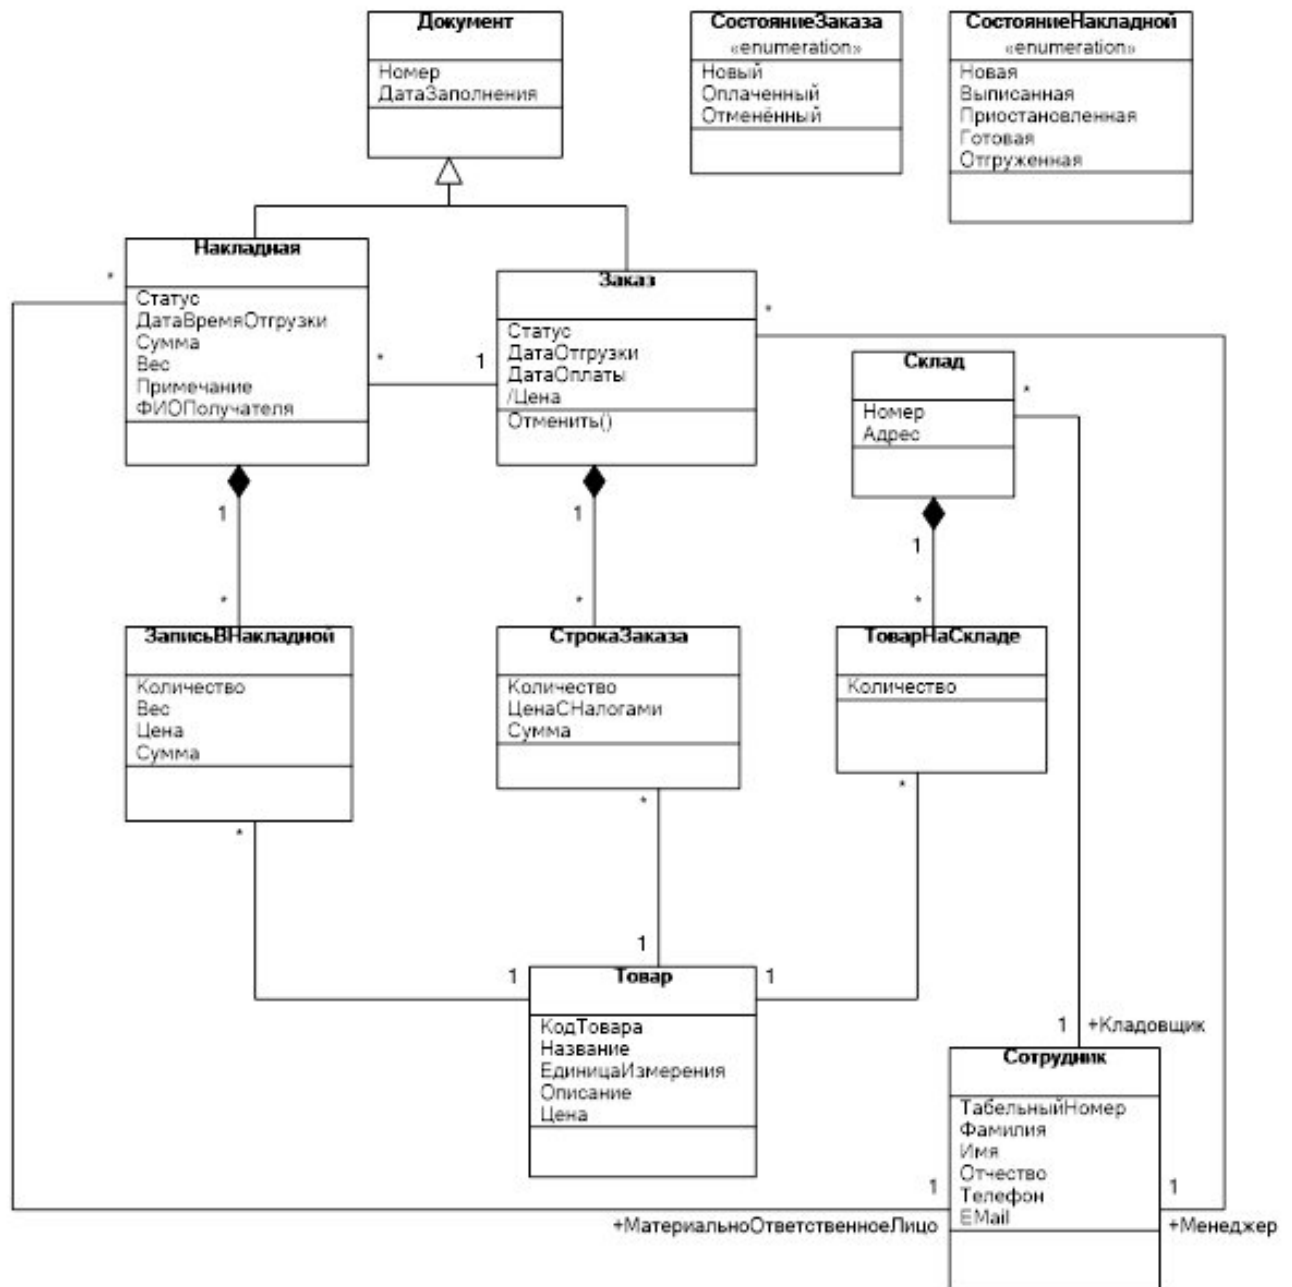 Документ
Номер
ДатаЗаполнения
СостояниеЗаказа
«enumeration»
Новый
Оплаченный
Отменённый
СостояниеНакладной
«enumeration»
Новая
Выписанная
Приостановленная
Готовая
Отгруженная
Накладная
*
Статус
ДатаВремяОтгрузки
Сумма
Вес
Примечание
ФИОПолучателя
*
1
Заказ
*
Статус
ДатаОтгрузки
ДатаОплаты
/Цена
Отменить()
Склад
*
Номер
Адрес
1
*
1
*
1
*
ЗаписьВНакладной
Количество
Вес
Цена
Сумма
*
СтрокаЗаказа
Количество
ЦенаСНалогами
Сумма
*
ТоварНаСкладе
Количество
*
1
1
1
Товар
КодТовара
Название
ЕдиницаИзмерения
Описание
Цена
1 +Кладовщик
Сотрудник
ТабельныйНомер
Фамилия
Имя
Отчество
Телефон
EMail
1
+МатериальноОтветственноеЛицо
1
+Менеджер